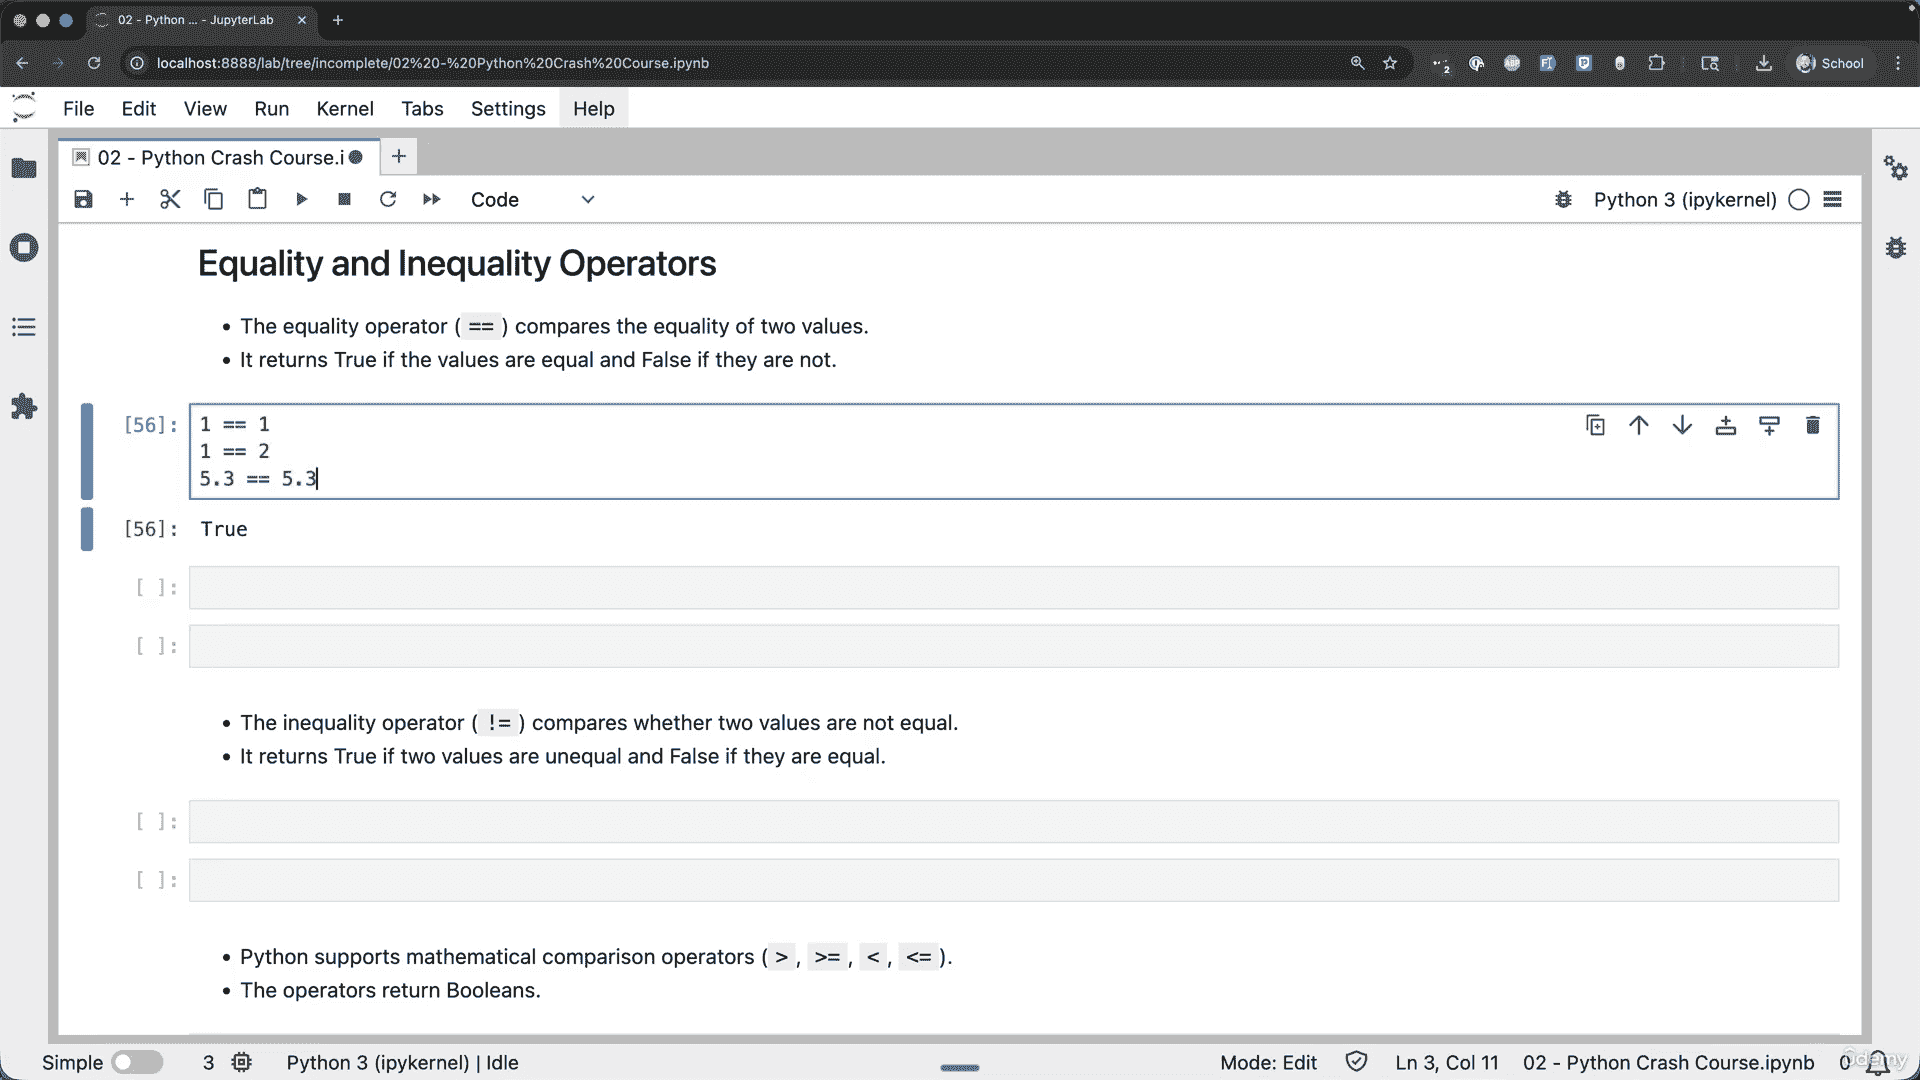 02 - Python ... - JupyterLab
localhost:8888/lab/tree/incomplete/02%20-%20Python%20Crash%20Course.ipynb
2
ABP
School
File Edit View Run Kernel Tabs Settings Help
02 - Python Crash Course.i
Code
Python 3 (ipykernel)
Equality and Inequality Operators
• The equality operator ( == ) compares the equality of two values.
• It returns True if the values are equal and False if they are not.
[56]: 1 == 1
1 == 2
5.3 == 5.3
[56]: True
[ ]:
[ ]:
• The inequality operator ( != ) compares whether two values are not equal.
• It returns True if two values are unequal and False if they are equal.
[ ]:
[ ]:
• Python supports mathematical comparison operators ( > , >= , < , <= ).
• The operators return Booleans.
Simple 3 Python 3 (ipykernel) | Idle Mode: Edit Ln 3, Col 11 02 - Python Crash Course.ipynb 0
udemy